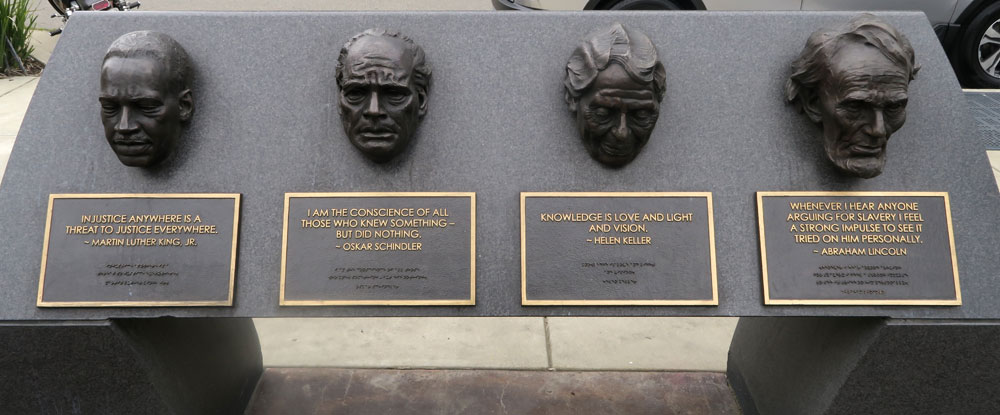 INJUSTICE ANYWHERE IS A
THREAT TO JUSTICE EVERYWHERE.
~ MARTIN LUTHER KING, JR.
I AM THE CONSCIENCE OF ALL
THOSE WHO KNEW SOMETHING –
BUT DID NOTHING.
~ OSKAR SCHINDLER
KNOWLEDGE IS LOVE AND LIGHT
AND VISION.
~ HELEN KELLER
WHENEVER I HEAR ANYONE
ARGUING FOR SLAVERY I FEEL
A STRONG IMPULSE TO SEE IT
TRIED ON HIM PERSONALLY.
~ ABRAHAM LINCOLN